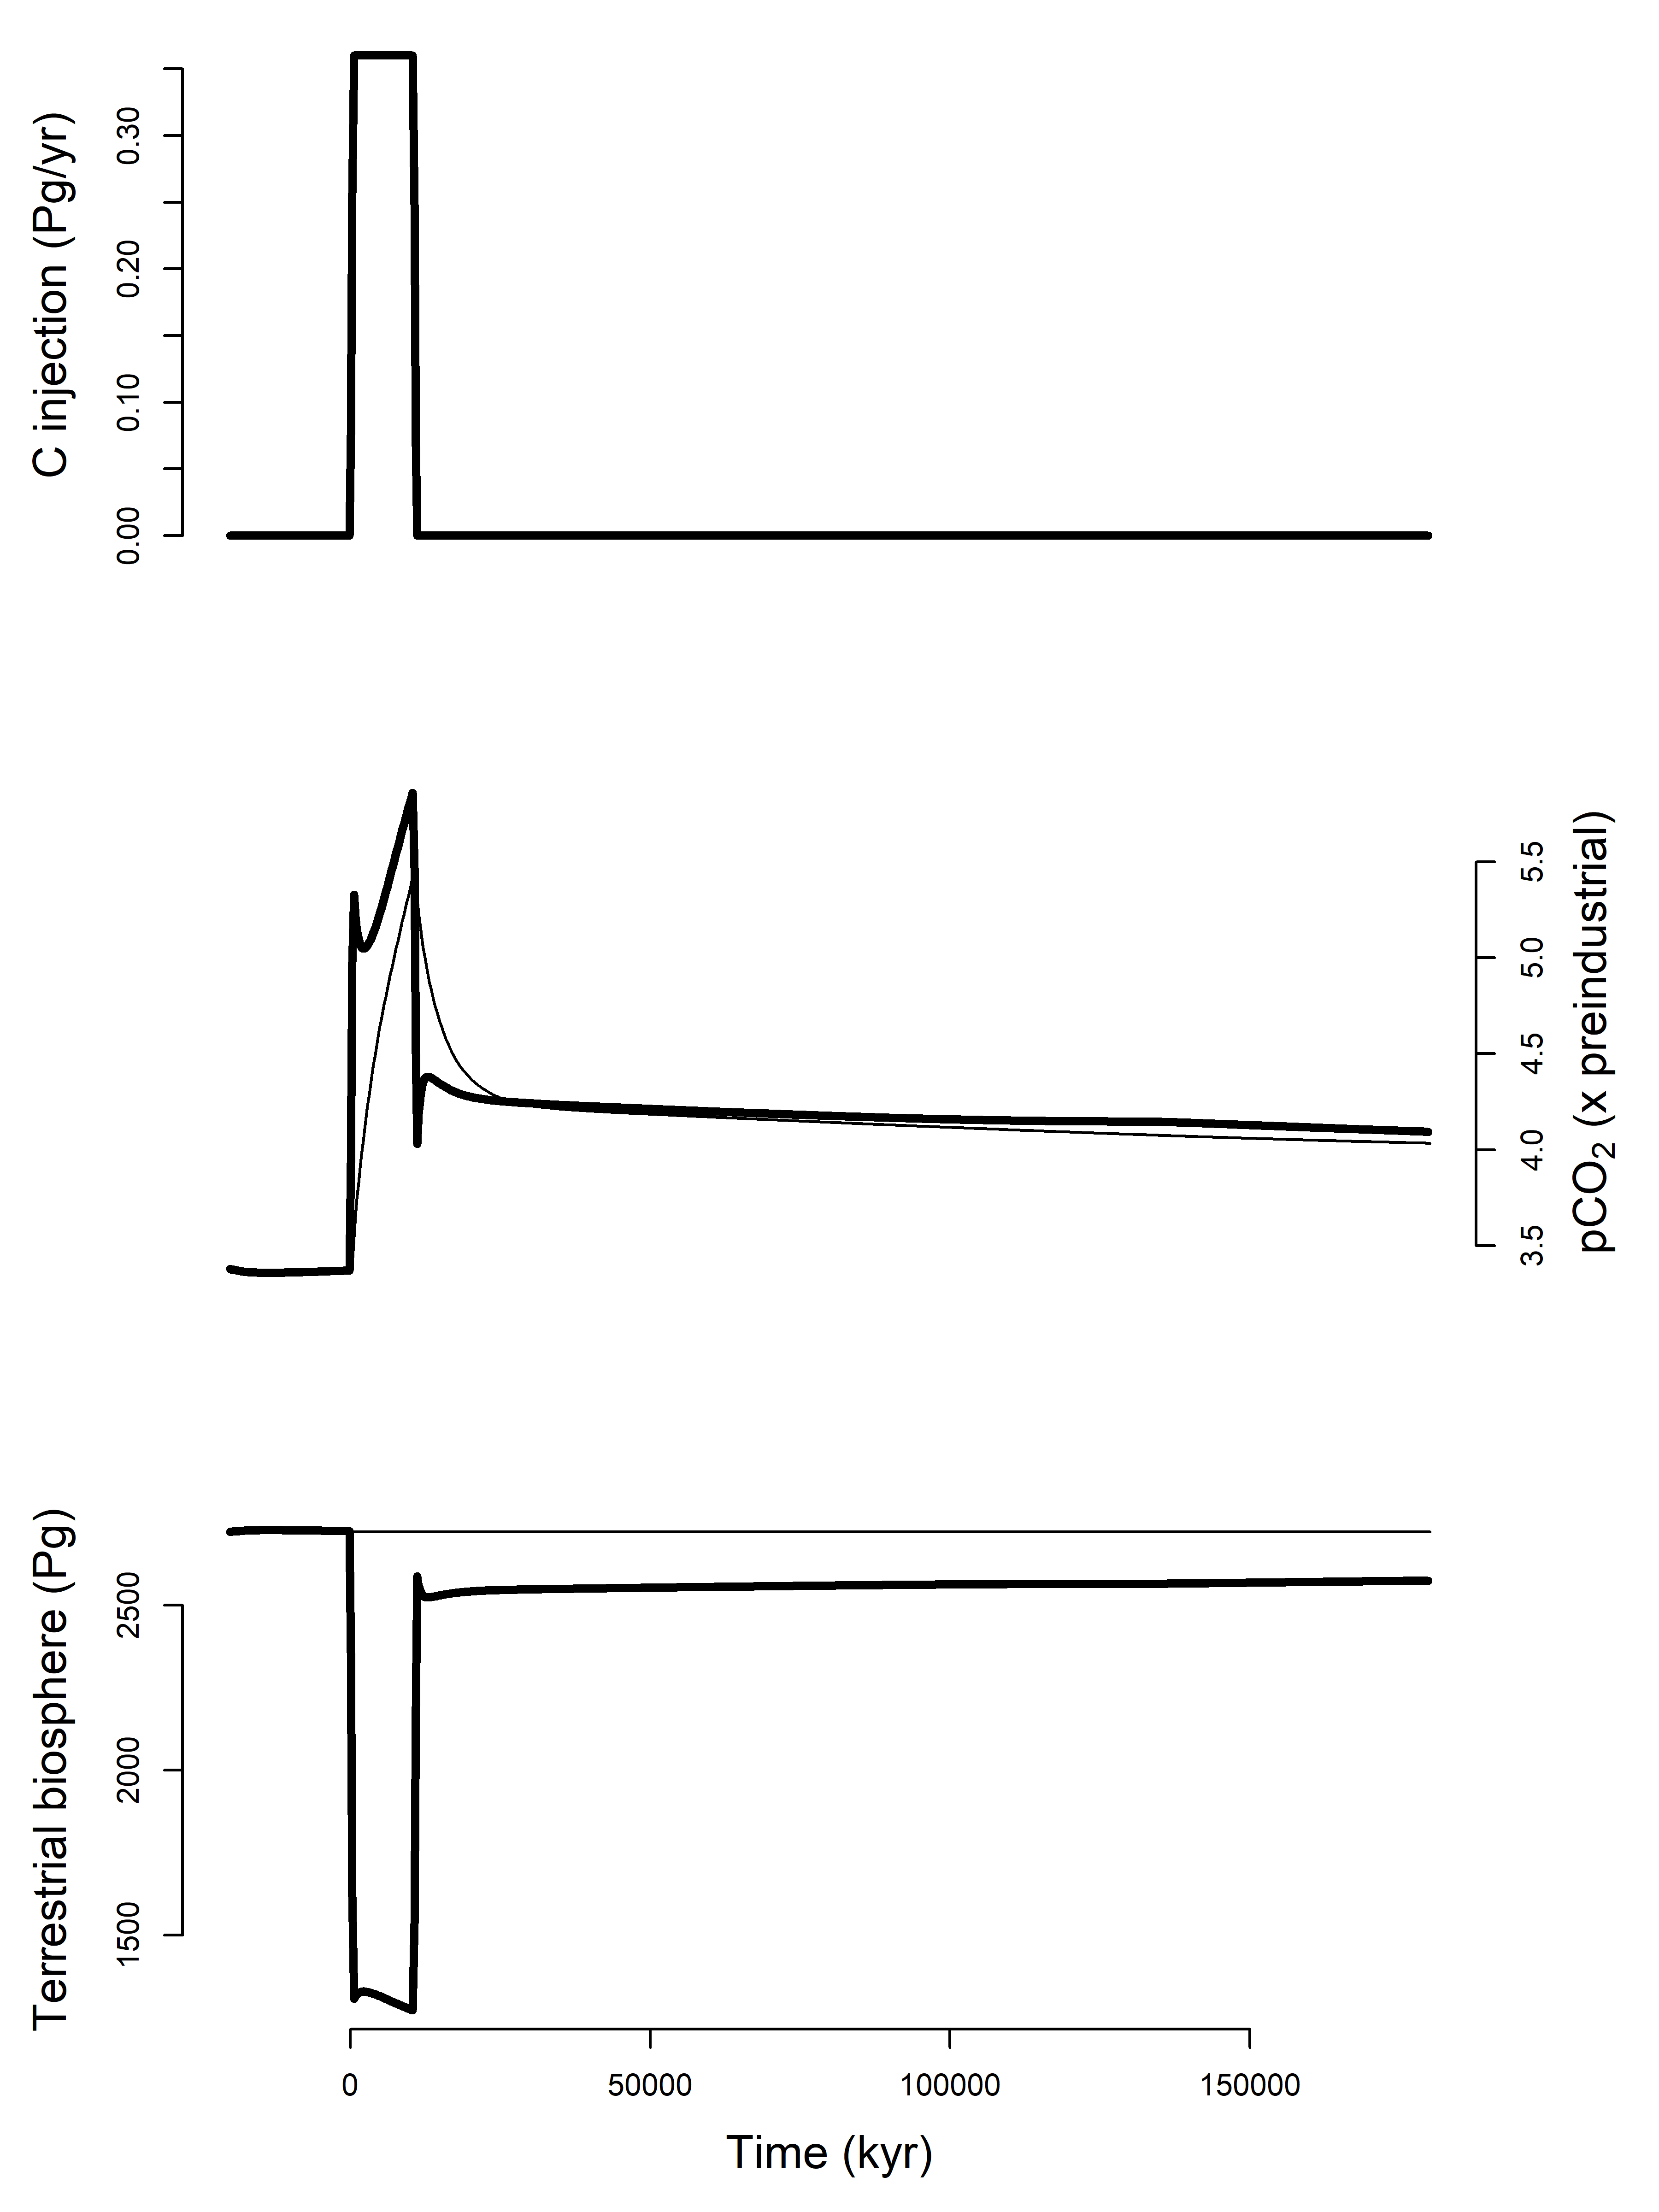 C injection (Pg/yr)
0.00
0.10
0.20
0.30
pCO₂ (x preindustrial)
3.5
4.0
4.5
5.0
5.5
Terrestrial biosphere (Pg)
1500
2000
2500
0 50000 100000 150000
Time (kyr)